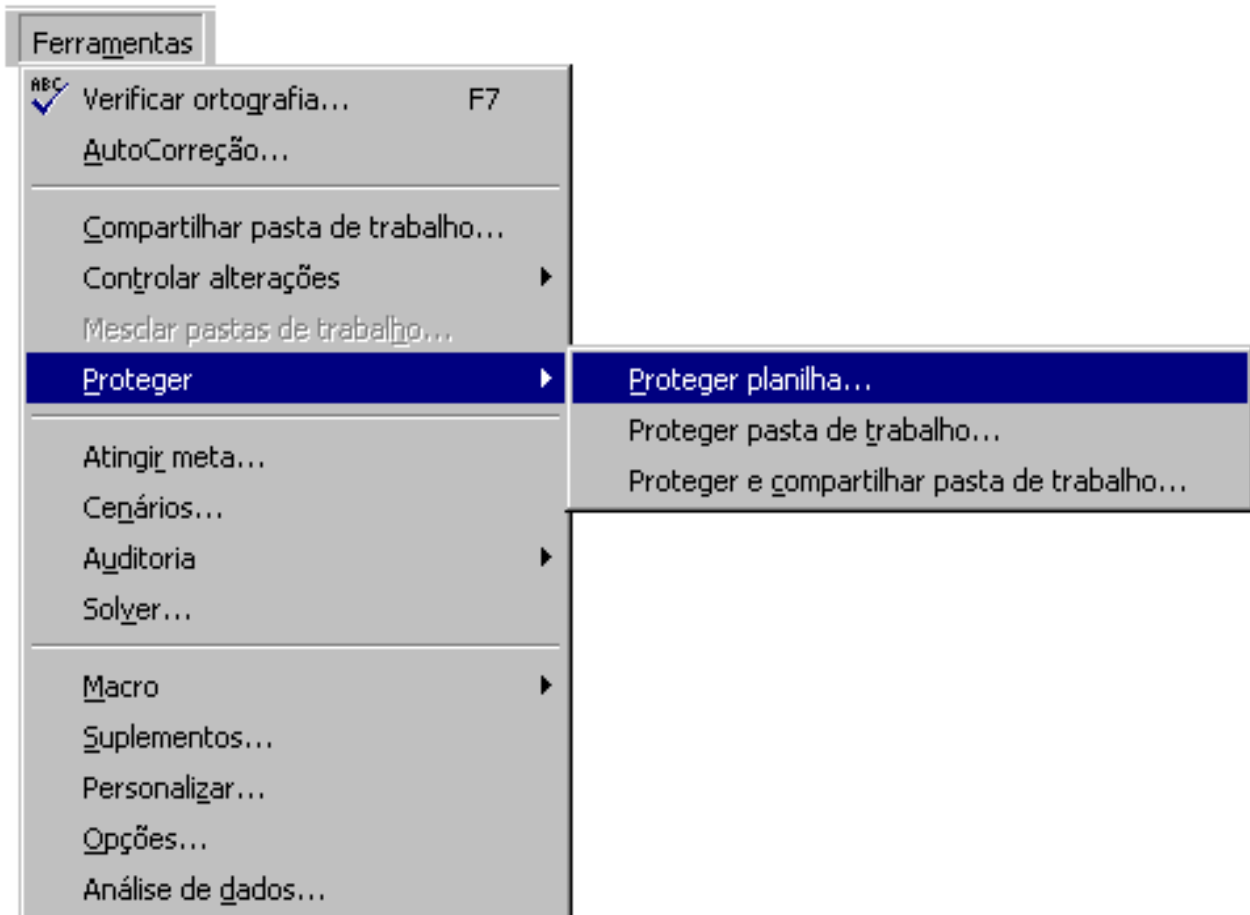 Ferramentas
ABC
Verificar ortografia... F7
AutoCorreção...
Compartilhar pasta de trabalho...
Controlar alterações
Mesclar pastas de trabalho...
Proteger
Proteger planilha...
Proteger pasta de trabalho...
Proteger e compartilhar pasta de trabalho...
Atingir meta...
Cenários...
Auditoria
Solver...
Macro
Suplementos...
Personalizar...
Opções...
Análise de dados...